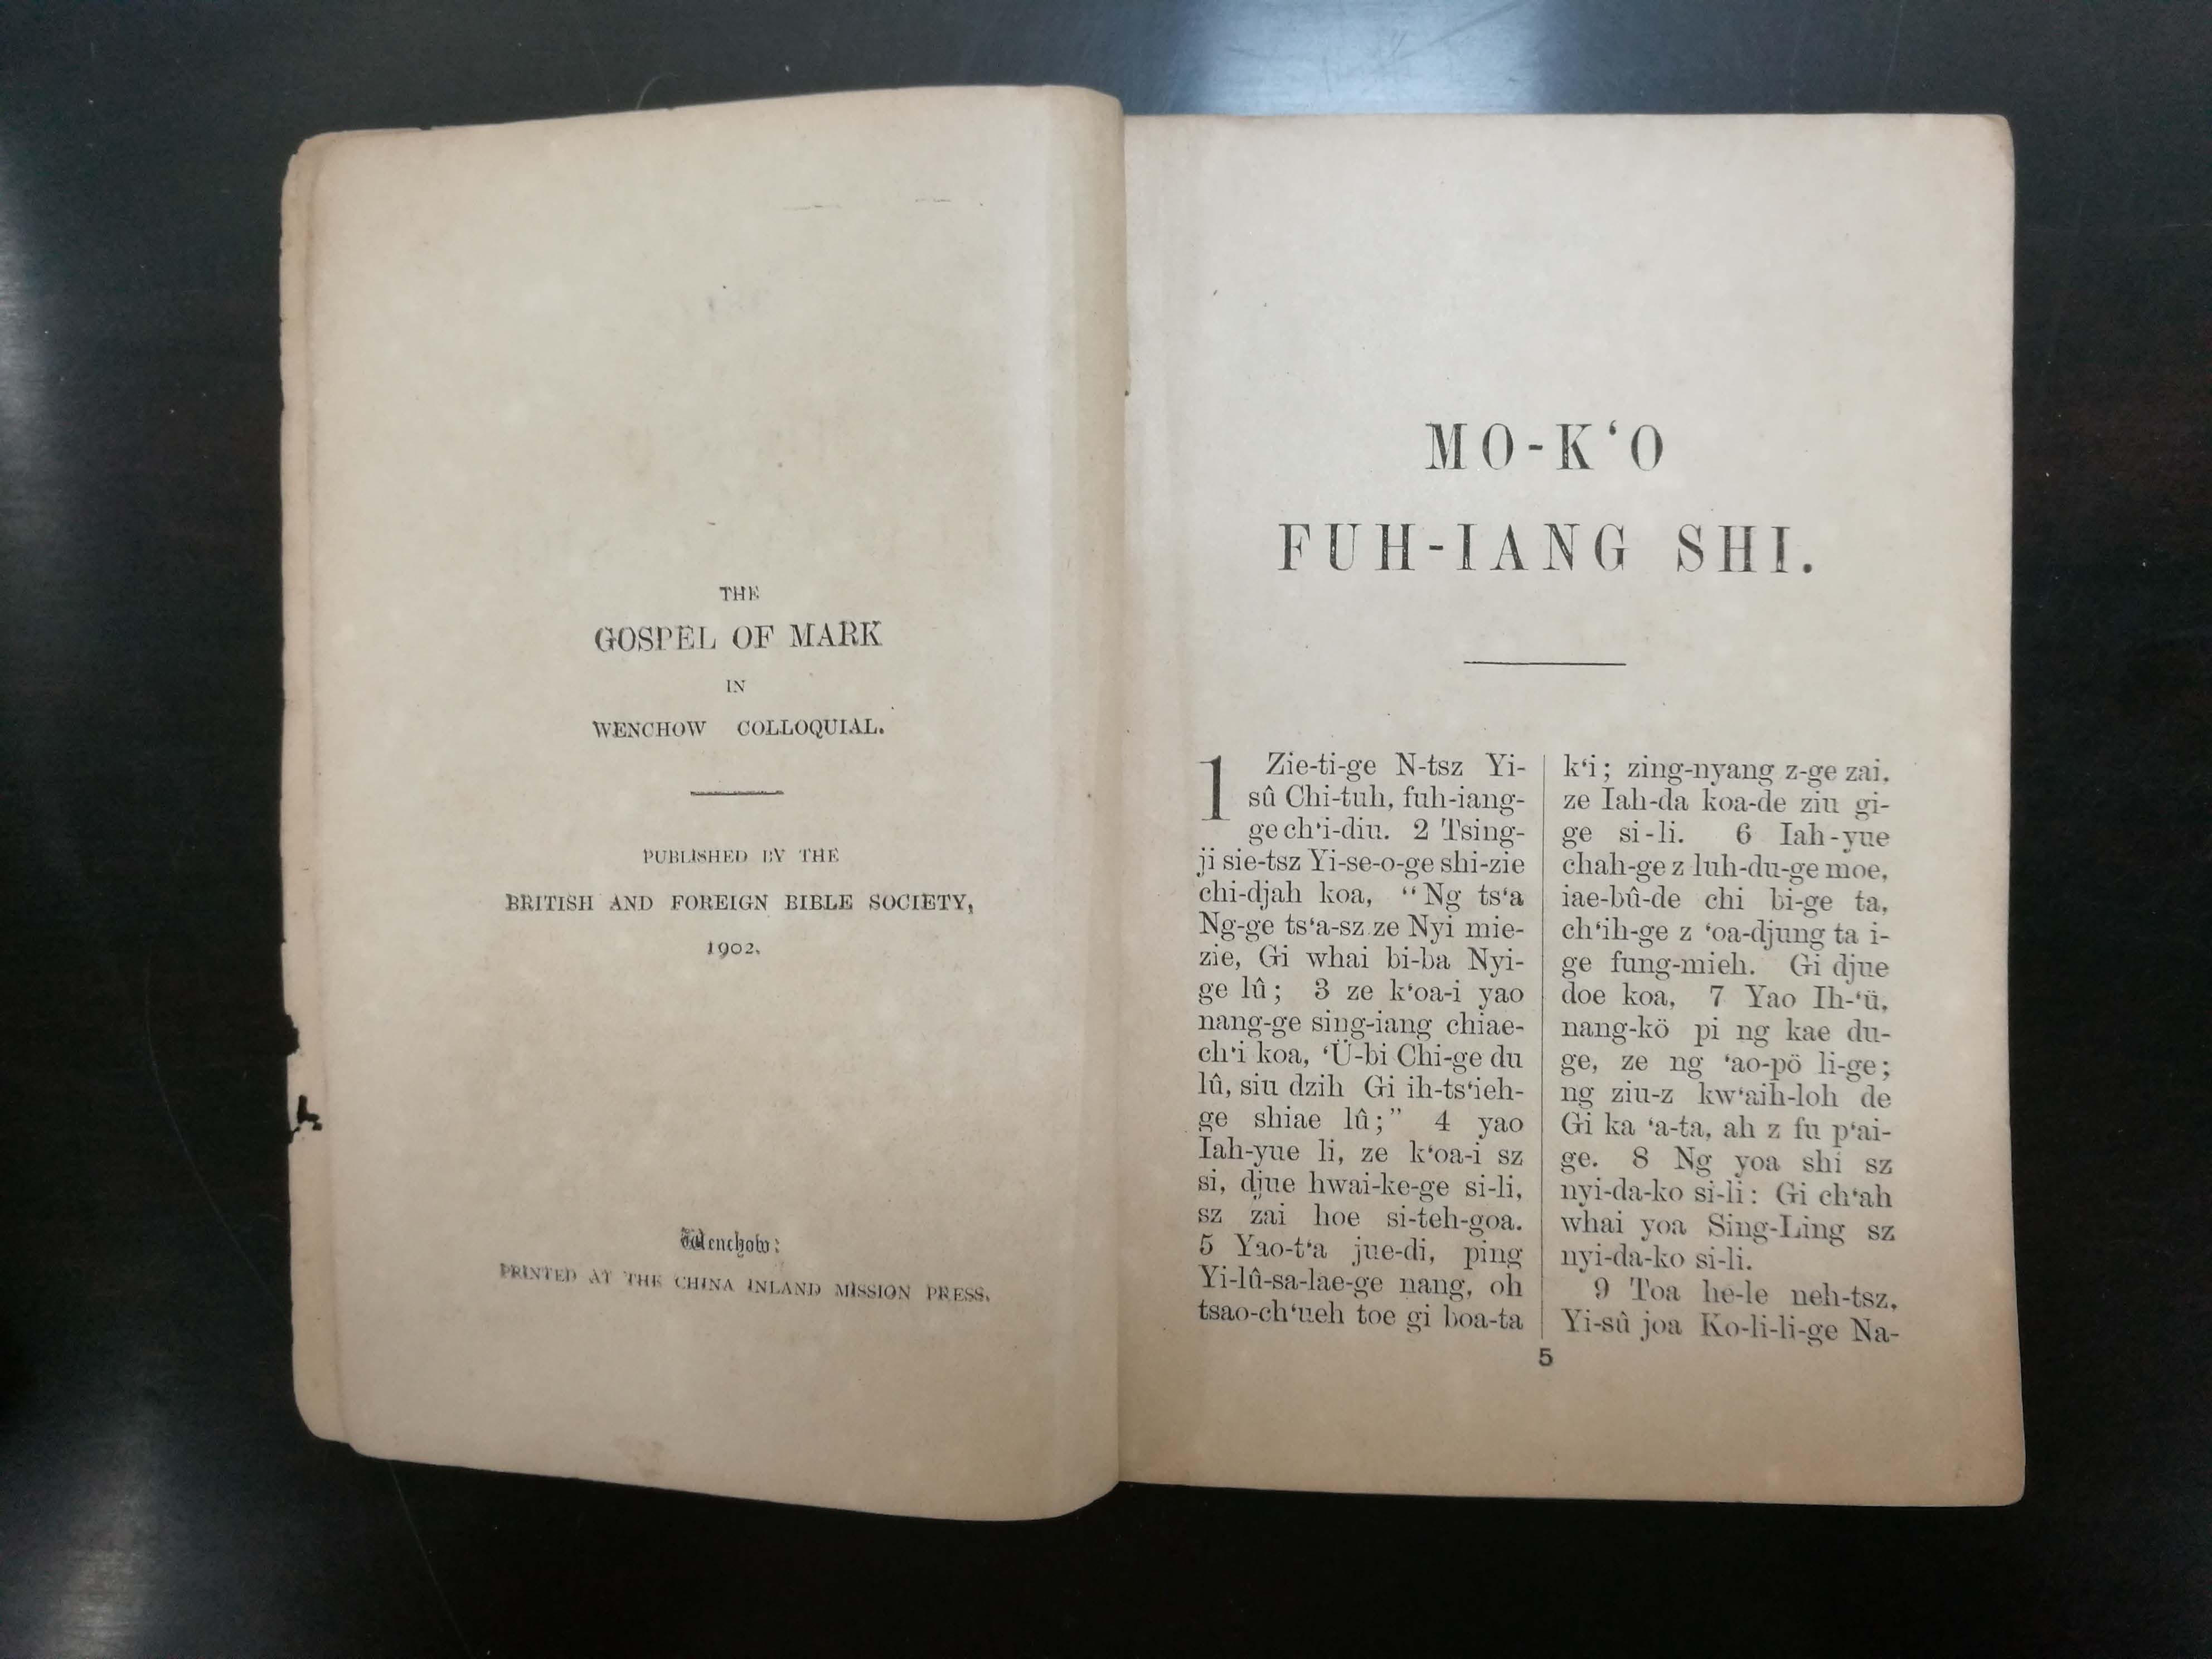 THE
GOSPEL OF MARK
IN
WENCHOW COLLOQUIAL.
PUBLISHED BY THE
BRITISH AND FOREIGN BIBLE SOCIETY,
1902.
Wenchow:
PRINTED AT THE CHINA INLAND MISSION PRESS.
MO-K‘O
FUH-IANG SHI.
1 Zie-ti-ge N-tsz Yi-
sû Chi-tuh, fuh-iang-
ge ch‘i-diu. 2 Tsing-
ji sie-tsz Yi-se-o-ge shi-zie
chi-djah koa, “Ng ts‘a
Ng-ge ts‘a-sz ze Nyi mie-
zie, Gi whai bi-ba Nyi-
ge lû; 3 ze k‘oa-i yao
nang-ge sing-iang chiae-
ch‘i koa, ‘Ü-bi Chi-ge du
lû, siu dzih Gi ih-ts‘ieh-
ge shiae lû;” 4 yao
Iah-yue li, ze k‘oa-i sz
si, djue hwai-ke-ge si-li,
sz zai hoe si-teh-goa.
5 Yao-t‘a jue-di, ping
Yi-lû-sa-lae-ge nang, oh
tsao-ch‘ueh toe gi boa-ta
k‘i; zing-nyang z-ge zai,
ze Iah-da koa-de ziu gi-
ge si-li. 6 Iah-yue
chah-ge z luh-du-ge moe,
iae-bû-de chi bi-ge ta,
ch‘ih-ge z ‘oa-djung ta i-
ge fung-mieh. Gi djue
doe koa, 7 Yao Ih-‘ü,
nang-kö pi ng kae du-
ge, ze ng ‘ao-pö li-ge;
ng ziu-z kw‘aih-loh de
Gi ka ‘a-ta, ah z fu p‘ai-
ge. 8 Ng yoa shi sz
nyi-da-ko si-li: Gi ch‘ah
whai yoa Sing-Ling sz
nyi-da-ko si-li.
9 Toa he-le neh-tsz,
Yi-sû joa Ko-li-li-ge Na-
5